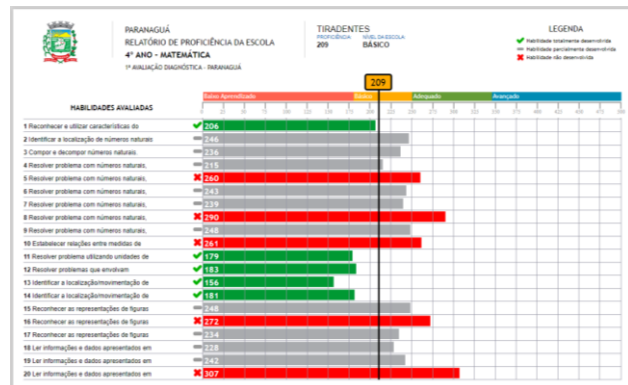 PARANAGUÁ
RELATÓRIO DE PROFICIÊNCIA DA ESCOLA
4º ANO - MATEMÁTICA
1ª AVALIAÇÃO DIAGNÓSTICA - PARANAGUÁ
TIRADENTES
PROFICIÊNCIA NÍVEL DA ESCOLA
209 BÁSICO
LEGENDA
Habilidade totalmente desenvolvida
Habilidade parcialmente desenvolvida
Habilidade não desenvolvida
209
Baixo Aprendizado Básico Adequado Avançado
HABILIDADES AVALIADAS
1 Reconhecer e utilizar características do 206
2 Identificar a localização de números naturais 246
3 Compor e decompor números naturais. 236
4 Resolver problema com números naturais, 215
5 Resolver problema com números naturais, 260
6 Resolver problema com números naturais, 243
7 Resolver problema com números naturais, 239
8 Resolver problema com números naturais, 290
9 Resolver problema com números naturais, 248
10 Estabelecer relações entre medidas de 261
11 Resolver problema utilizando unidades de 179
12 Resolver problemas que envolvam 183
13 Identificar a localização/movimentação de 156
14 Identificar a localização/movimentação de 181
15 Reconhecer as representações de figuras 248
16 Reconhecer as representações de figuras 272
17 Reconhecer as representações de figuras 234
18 Ler informações e dados apresentados em 228
19 Ler informações e dados apresentados em 242
20 Ler informações e dados apresentados em 307